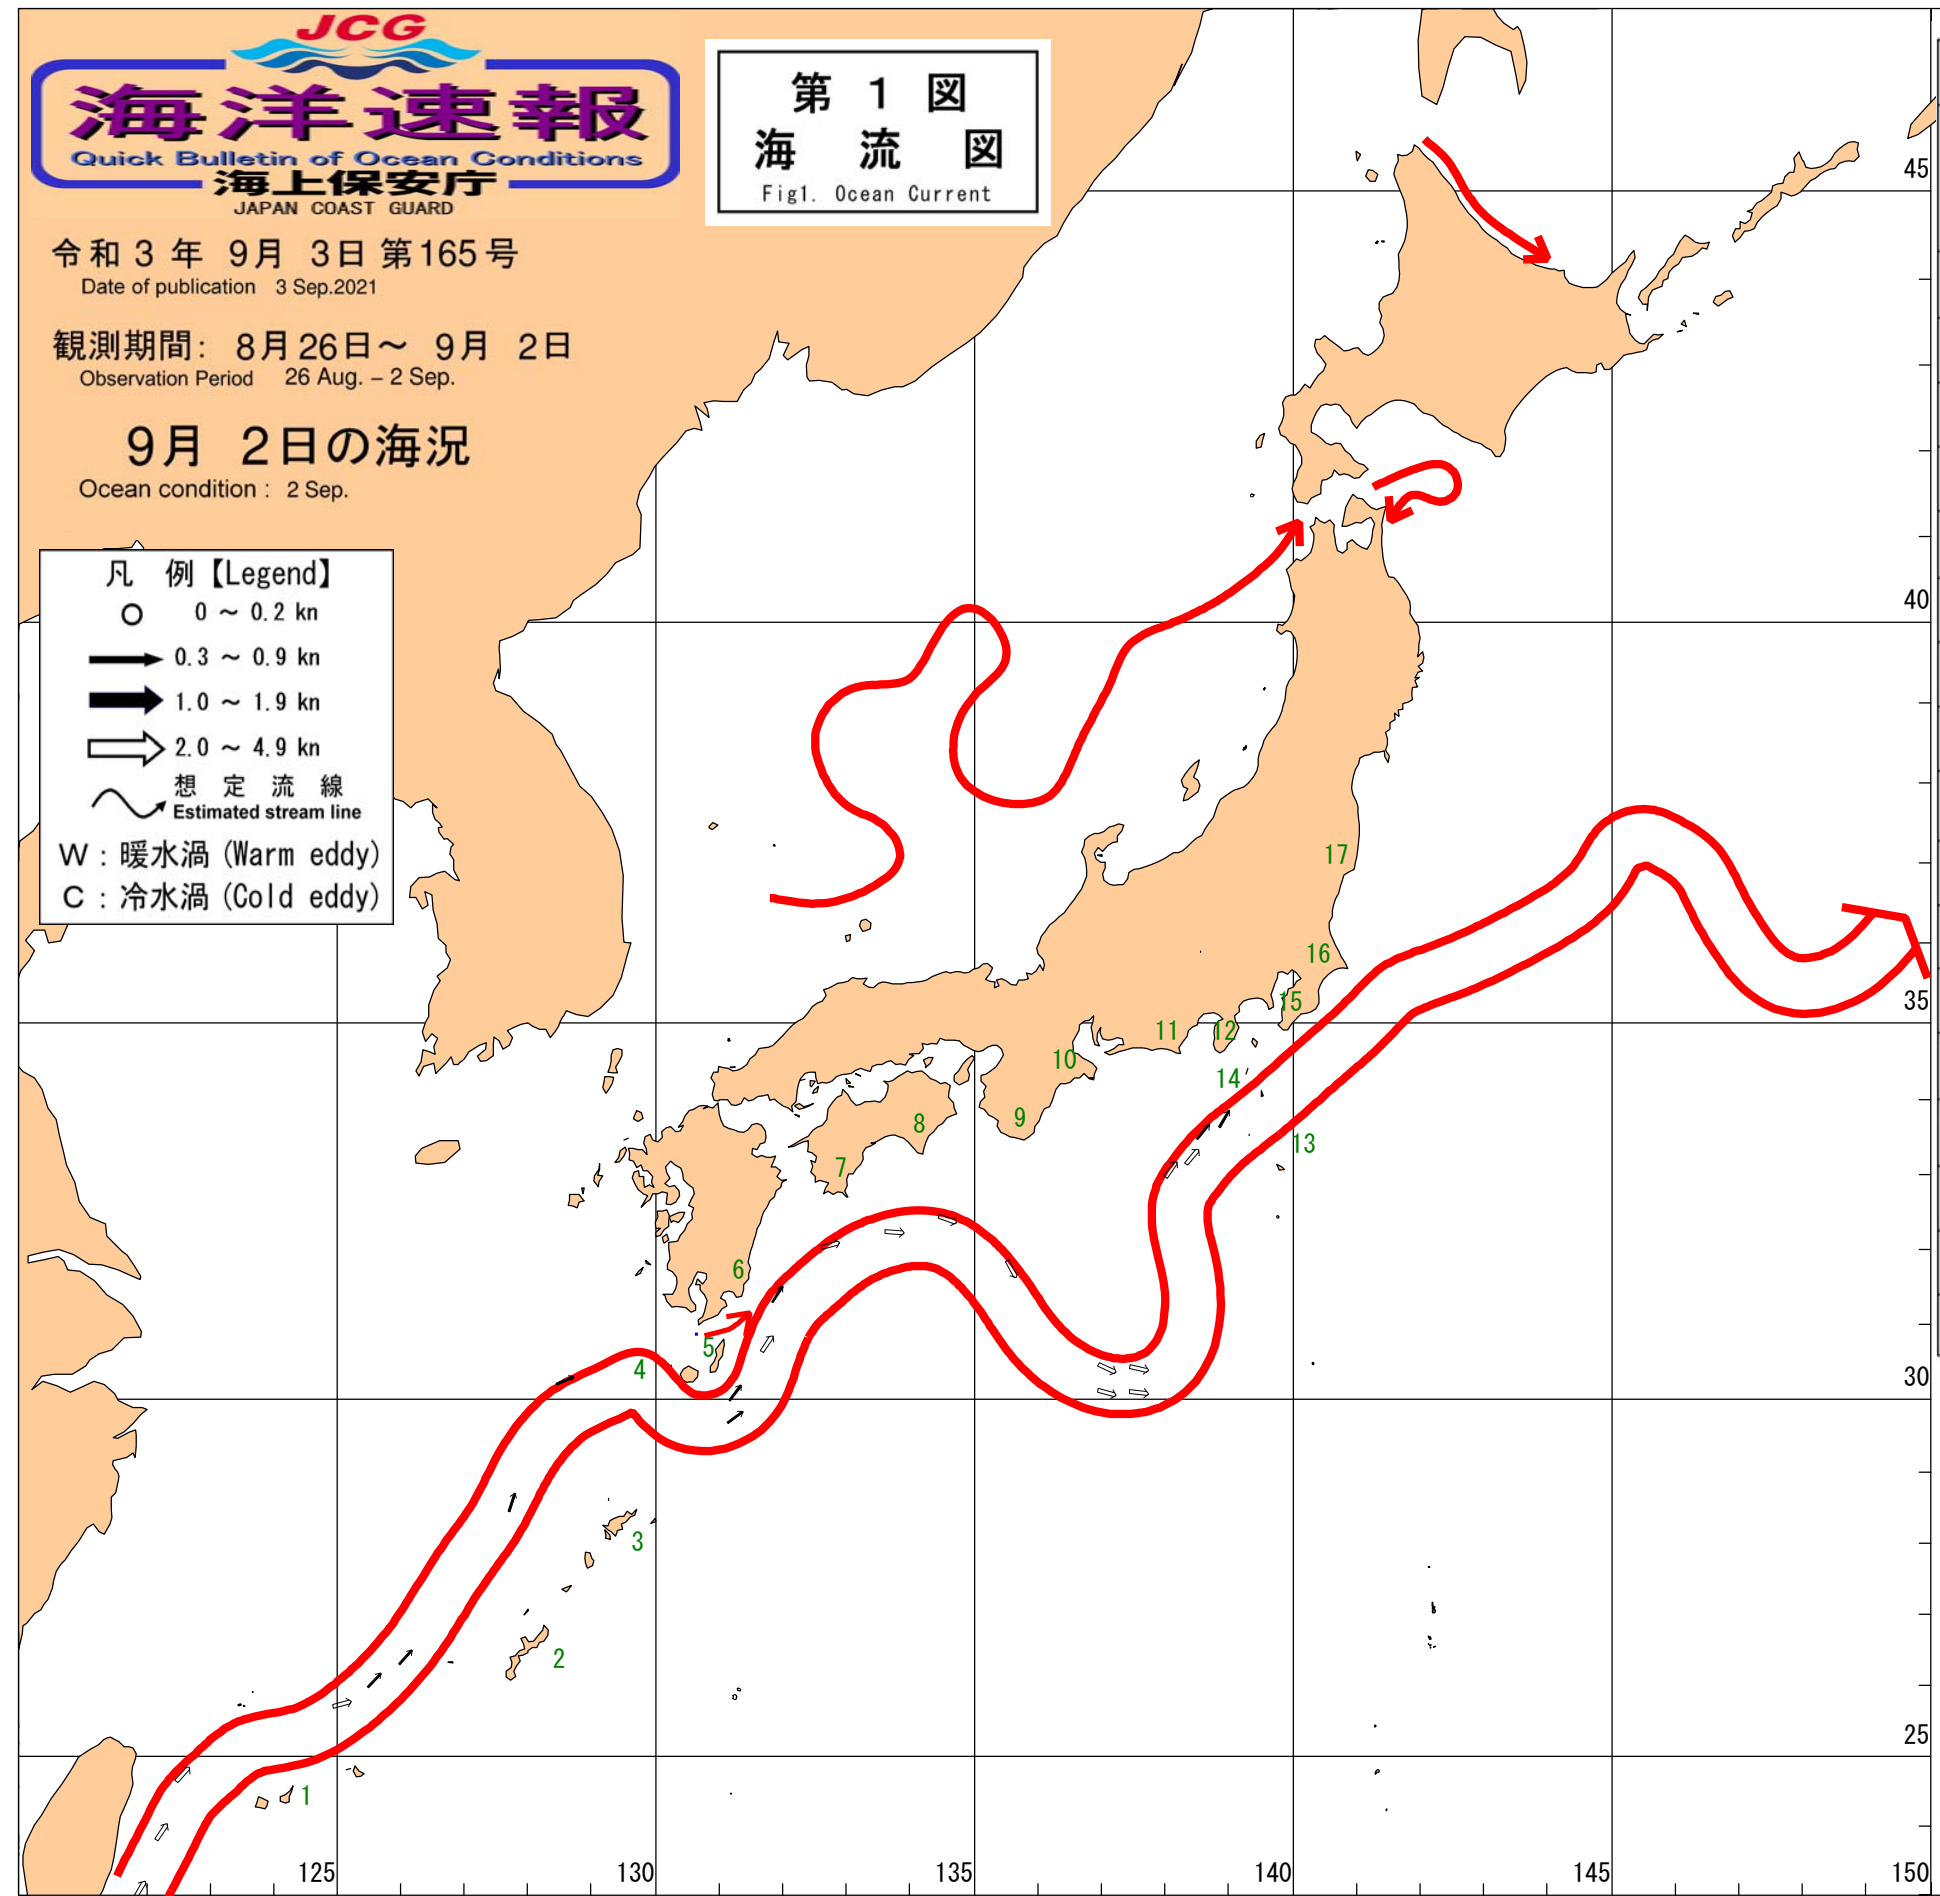 JCG
海洋速報
Quick Bulletin of Ocean Conditions
海上保安庁
JAPAN COAST GUARD
第 1 図
海 流 図
Fig1. Ocean Current
令和 3 年 9月 3日 第165号
Date of publication 3 Sep.2021
観測期間: 8月26日~ 9月 2日
Observation Period 26 Aug. – 2 Sep.
9月 2日の海況
Ocean condition : 2 Sep.
凡 例【Legend】
0 ~ 0.2 kn
0.3 ~ 0.9 kn
1.0 ~ 1.9 kn
2.0 ~ 4.9 kn
想 定 流 線
Estimated stream line
W : 暖水渦 (Warm eddy)
C : 冷水渦 (Cold eddy)
45
40
17
16
35
15
11
12
10
14
9
8
13
7
6
5
4
30
3
2
25
1
125
130
135
140
145
150